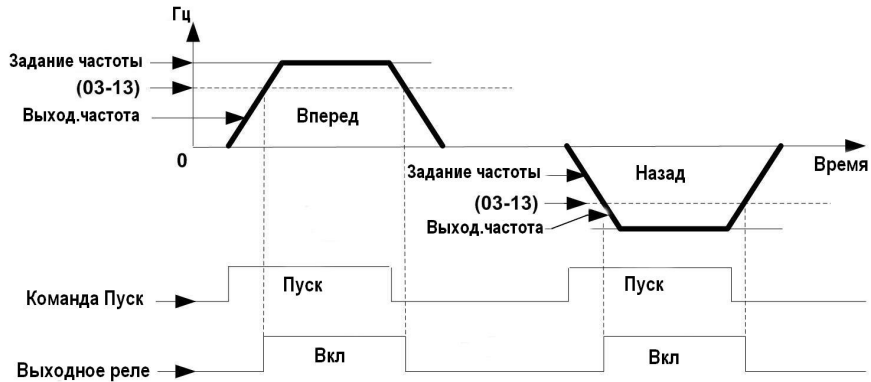 Гц
Задание частоты
(03-13)
Выход.частота
Вперед
0
Время
Задание частоты
Назад
(03-13)
Выход.частота
Пуск
Пуск
Команда Пуск
Вкл
Вкл
Выходное реле